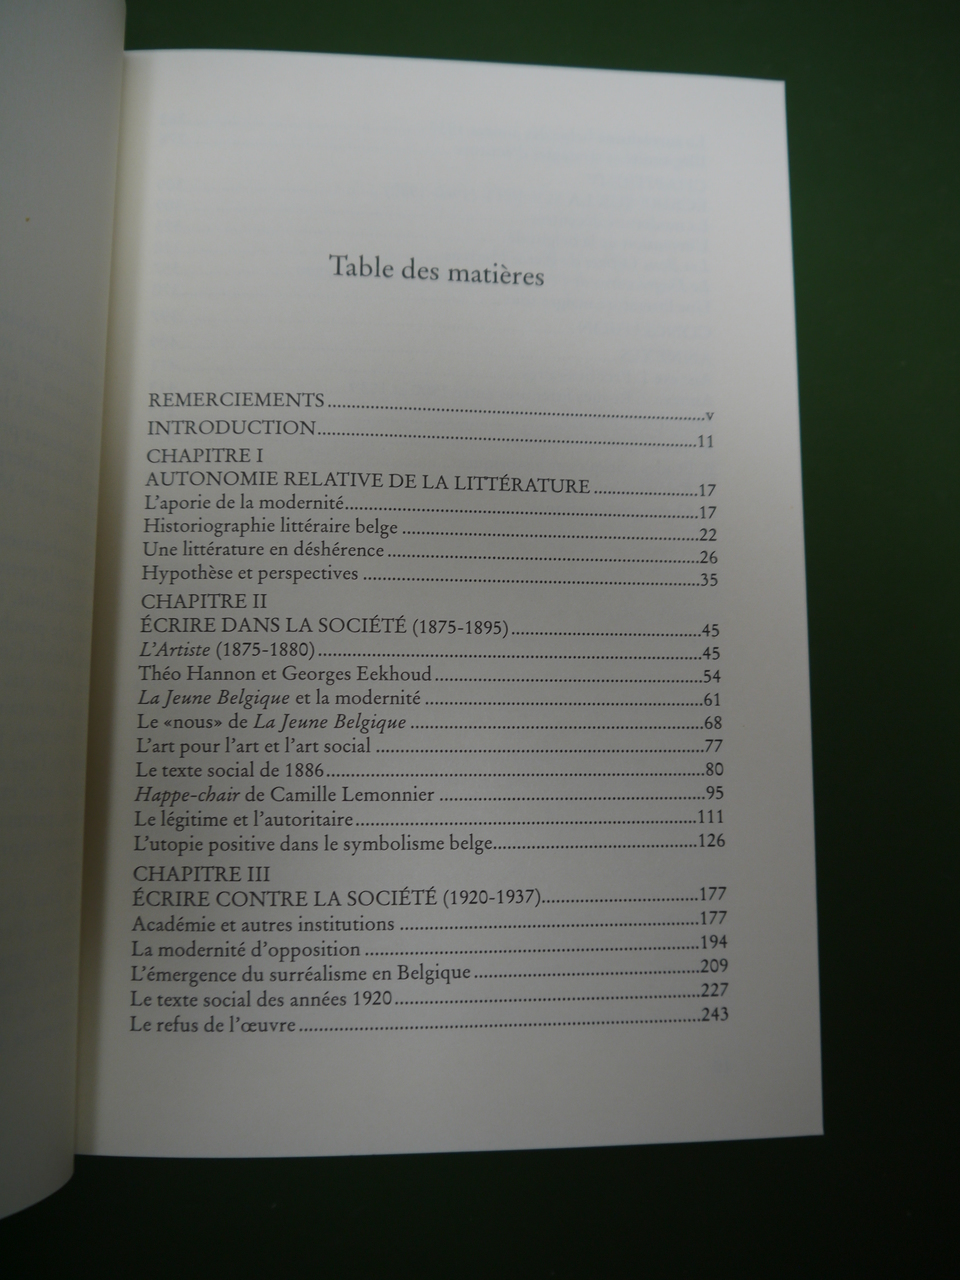 Table des matières
REMERCIEMENTS.....v
INTRODUCTION.....11
CHAPITRE I
AUTONOMIE RELATIVE DE LA LITTÉRATURE.....17
L'aporie de la modernité.....17
Historiographie littéraire belge.....22
Une littérature en déshérence.....26
Hypothèse et perspectives.....35
CHAPITRE II
ÉCRIRE DANS LA SOCIÉTÉ (1875-1895).....45
L'Artiste (1875-1880).....45
Théo Hannon et Georges Eekhoud.....54
La Jeune Belgique et la modernité.....61
Le «nous» de La Jeune Belgique.....68
L'art pour l'art et l'art social.....77
Le texte social de 1886.....80
Happe-chair de Camille Lemonnier.....95
Le légitime et l'autoritaire.....111
L'utopie positive dans le symbolisme belge.....126
CHAPITRE III
ÉCRIRE CONTRE LA SOCIÉTÉ (1920-1937).....177
Académie et autres institutions.....177
La modernité d'opposition.....194
L'émergence du surréalisme en Belgique.....209
Le texte social des années 1920.....227
Le refus de l'œuvre.....243